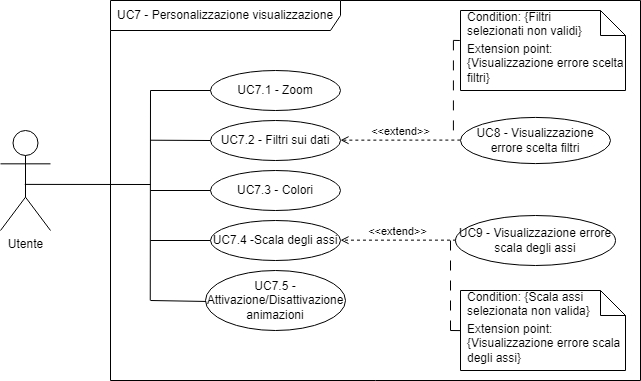 UC7 - Personalizzazione visualizzazione
Condition: {Filtri
selezionati non validi}
Extension point:
{Visualizzazione errore scelta
filtri}
UC7.1 - Zoom
<<extend>>
UC7.2 - Filtri sui dati
UC8 - Visualizzazione
errore scelta filtri
UC7.3 - Colori
Utente
<<extend>>
UC7.4 -Scala degli assi
UC9 - Visualizzazione errore
scala degli assi
UC7.5 -
Attivazione/Disattivazione
animazioni
Condition: {Scala assi
selezionata non valida}
Extension point:
{Visualizzazione errore scala
degli assi}